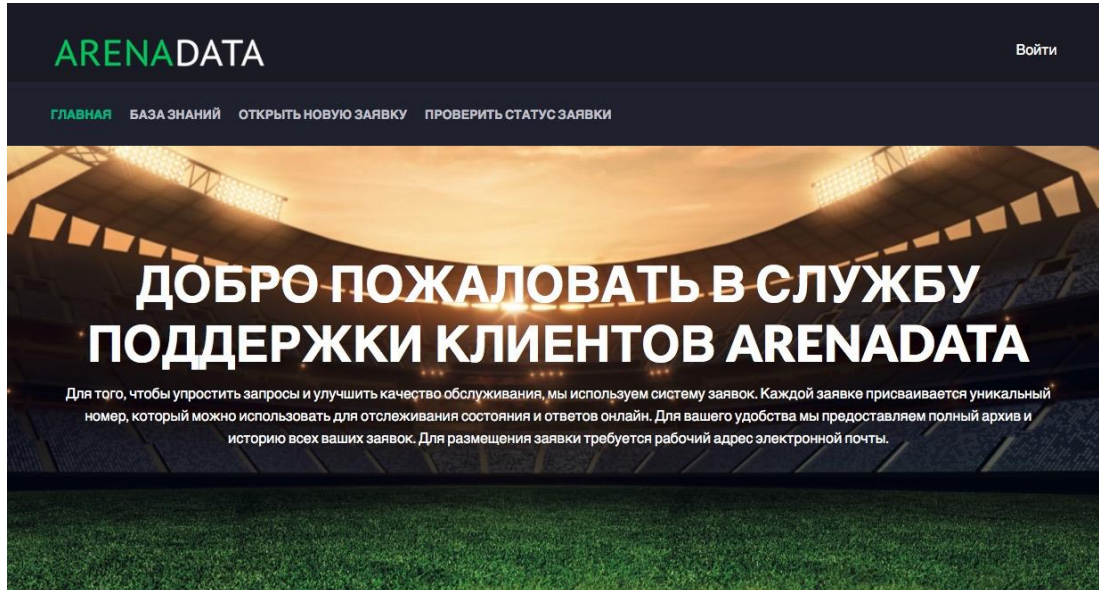 ARENADATA
Войти
ГЛАВНАЯ БАЗА ЗНАНИЙ ОТКРЫТЬ НОВУЮ ЗАЯВКУ ПРОВЕРИТЬ СТАТУС ЗАЯВКИ
ДОБРО ПОЖАЛОВАТЬ В СЛУЖБУ
ПОДДЕРЖКИ КЛИЕНТОВ ARENADATA
Для того, чтобы упростить запросы и улучшить качество обслуживания, мы используем систему заявок. Каждой заявке присваивается уникальный
номер, который можно использовать для отслеживания состояния и ответов онлайн. Для вашего удобства мы предоставляем полный архив и
историю всех ваших заявок. Для размещения заявки требуется рабочий адрес электронной почты.